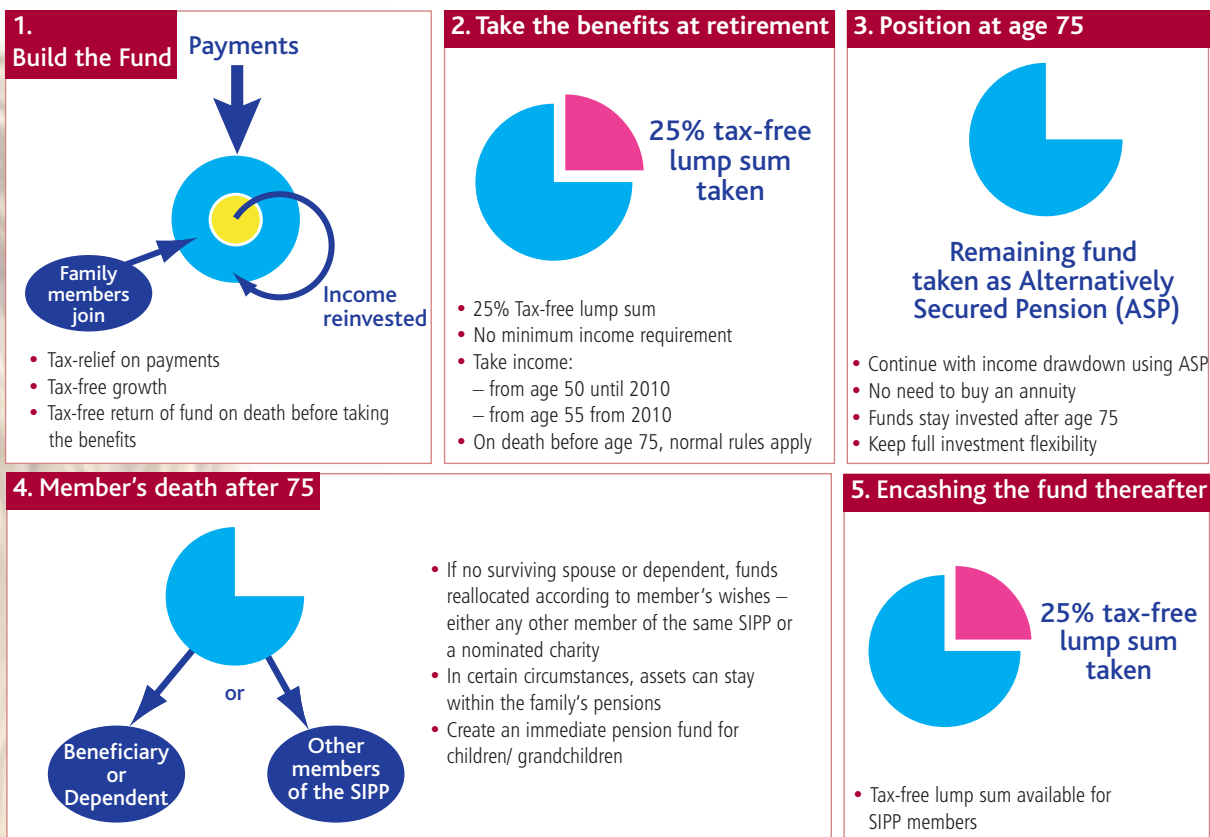 1.
Build the Fund
Payments
Family
members
join
Income
reinvested
• Tax-relief on payments
• Tax-free growth
• Tax-free return of fund on death before taking
the benefits
2. Take the benefits at retirement
25% tax-free
lump sum
taken
• 25% Tax-free lump sum
• No minimum income requirement
• Take income:
– from age 50 until 2010
– from age 55 from 2010
• On death before age 75, normal rules apply
3. Position at age 75
Remaining fund
taken as Alternatively
Secured Pension (ASP)
• Continue with income drawdown using ASP
• No need to buy an annuity
• Funds stay invested after age 75
• Keep full investment flexibility
4. Member's death after 75
or
Beneficiary
or
Dependent
Other
members
of the SIPP
• If no surviving spouse or dependent, funds
reallocated according to member's wishes –
either any other member of the same SIPP or
a nominated charity
• In certain circumstances, assets can stay
within the family's pensions
• Create an immediate pension fund for
children/ grandchildren
5. Encashing the fund thereafter
25% tax-free
lump sum
taken
• Tax-free lump sum available for
SIPP members